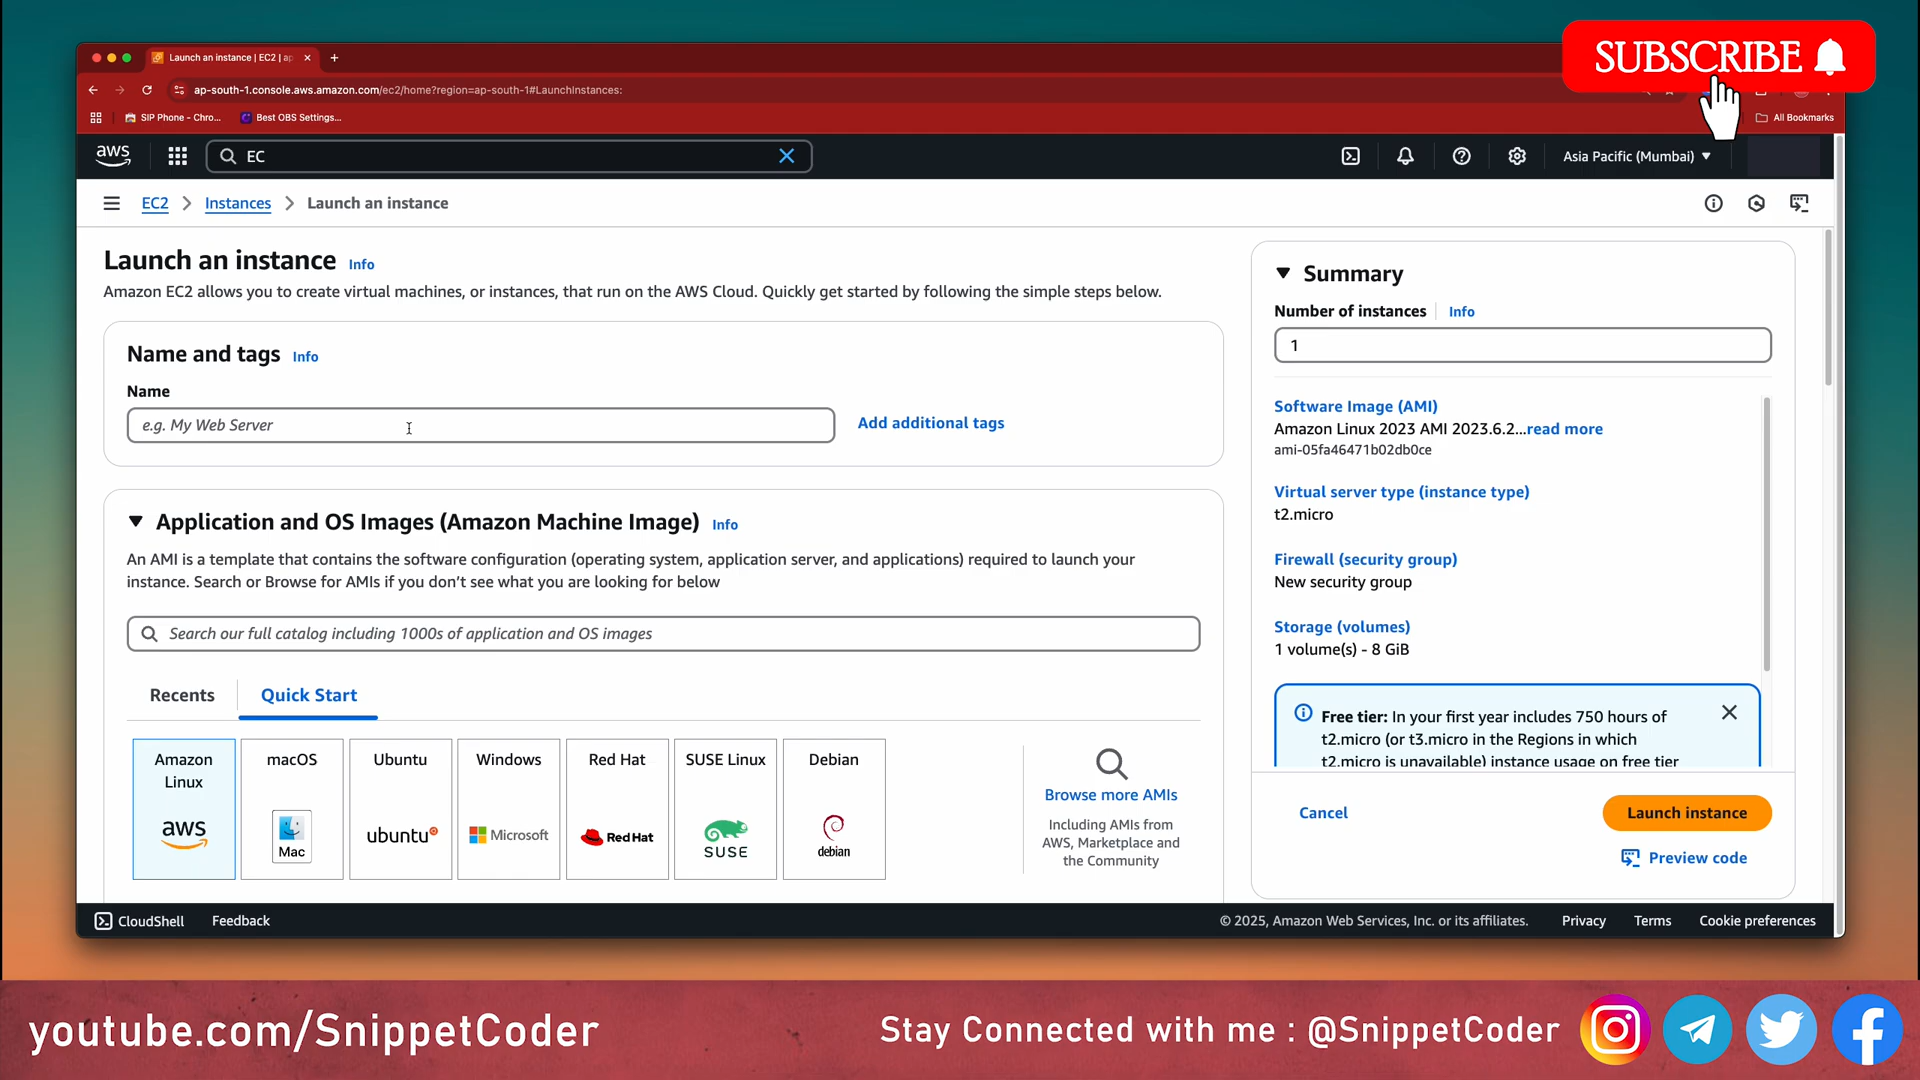 SUBSCRIBE
Launch an instance | EC2 | ap
ap-south-1.console.aws.amazon.com/ec2/home?region=ap-south-1#LaunchInstances:
SIP Phone - Chro...
Best OBS Settings...
All Bookmarks
aws
EC
Asia Pacific (Mumbai)
EC2
Instances
Launch an instance
Launch an instance Info
Amazon EC2 allows you to create virtual machines, or instances, that run on the AWS Cloud. Quickly get started by following the simple steps below.
Name and tags Info
Name
e.g. My Web Server
Add additional tags
Application and OS Images (Amazon Machine Image) Info
An AMI is a template that contains the software configuration (operating system, application server, and applications) required to launch your
instance. Search or Browse for AMIs if you don't see what you are looking for below
Search our full catalog including 1000s of application and OS images
Recents
Quick Start
Amazon
Linux
aws
macOS
Mac
Ubuntu
ubuntu
Windows
Microsoft
Red Hat
RedHat
SUSE Linux
SUSE
Debian
debian
Browse more AMIs
Including AMIs from
AWS, Marketplace and
the Community
Summary
Number of instances Info
1
Software Image (AMI)
Amazon Linux 2023 AMI 2023.6.2...read more
ami-05fa46471b02db0ce
Virtual server type (instance type)
t2.micro
Firewall (security group)
New security group
Storage (volumes)
1 volume(s) - 8 GiB
Free tier: In your first year includes 750 hours of
t2.micro (or t3.micro in the Regions in which
t2.micro is unavailable) instance usage on free tier
Cancel
Launch instance
Preview code
CloudShell
Feedback
© 2025, Amazon Web Services, Inc. or its affiliates.
Privacy
Terms
Cookie preferences
youtube.com/SnippetCoder
Stay Connected with me : @SnippetCoder